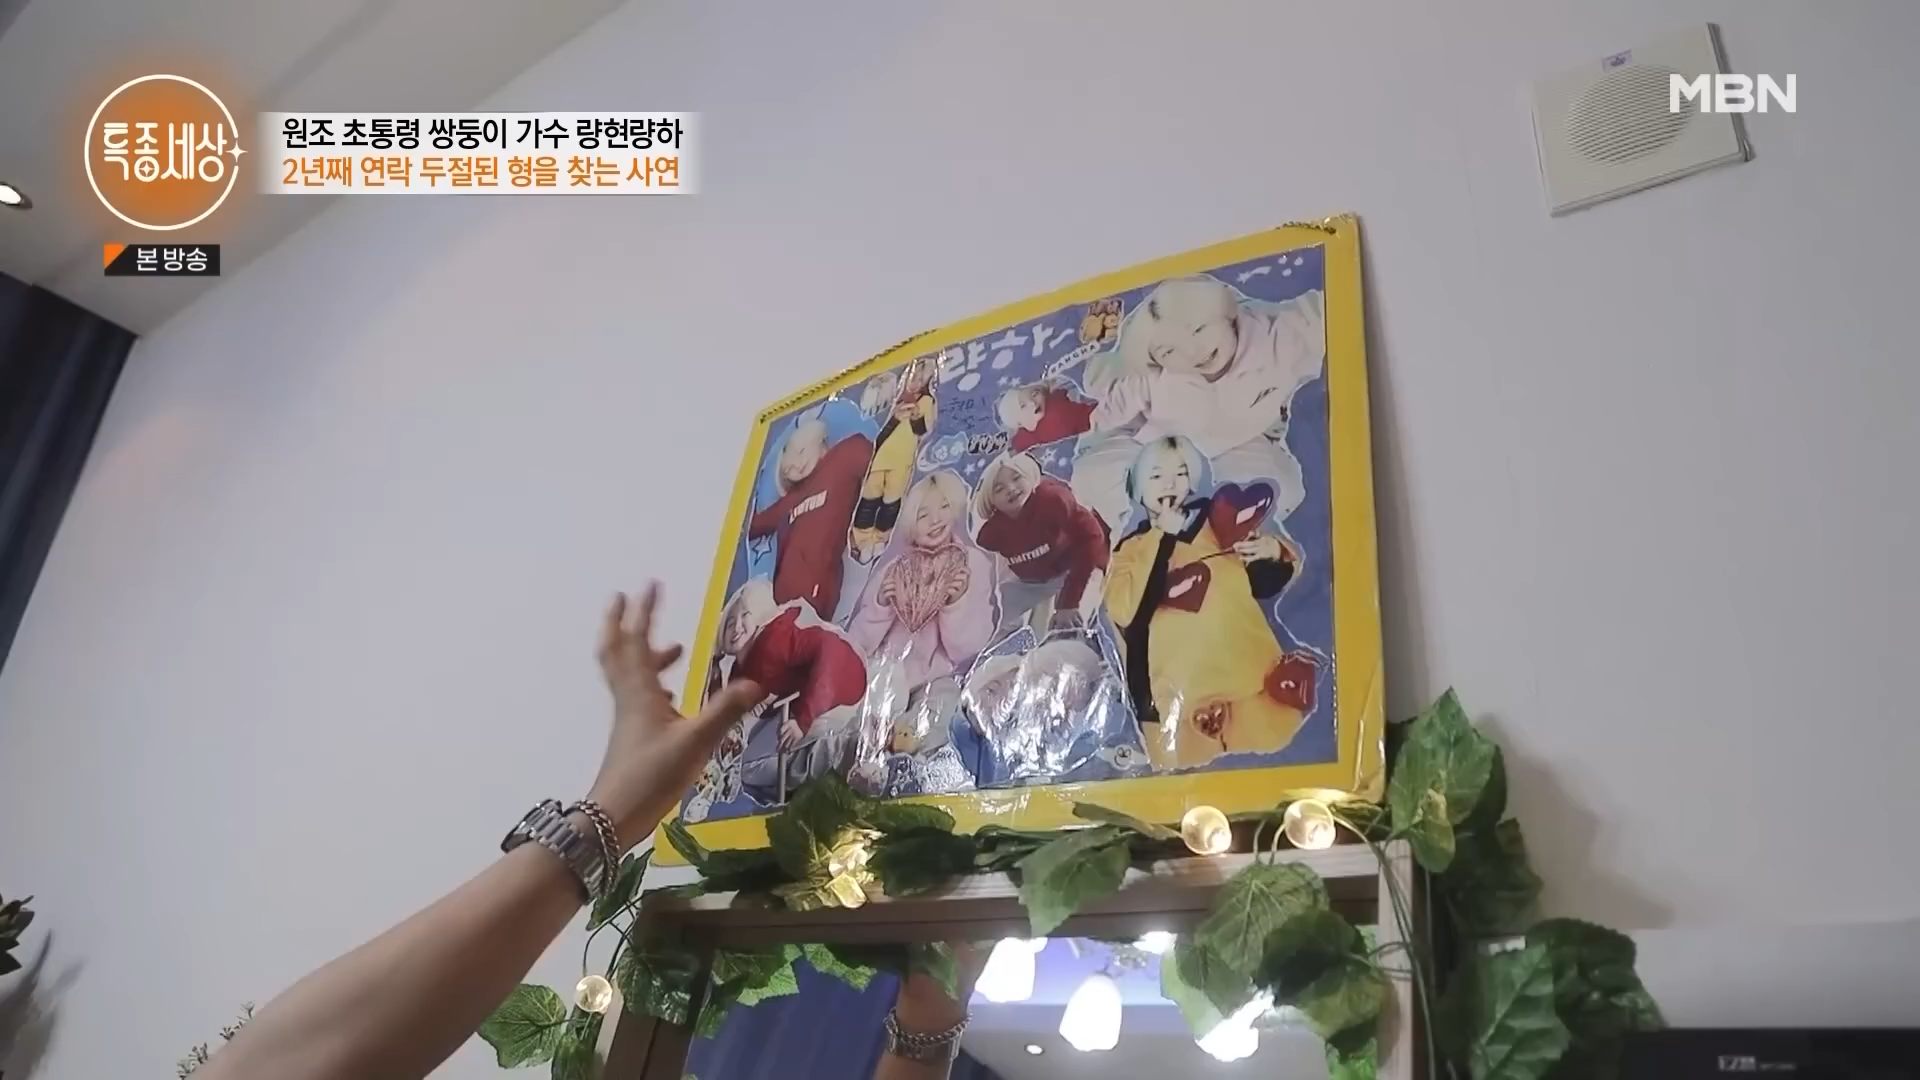 특종세상
원조 초통령 쌍둥이 가수 량현량하
2년째 연락 두절된 형을 찾는 사연
본방송
MBN
량하